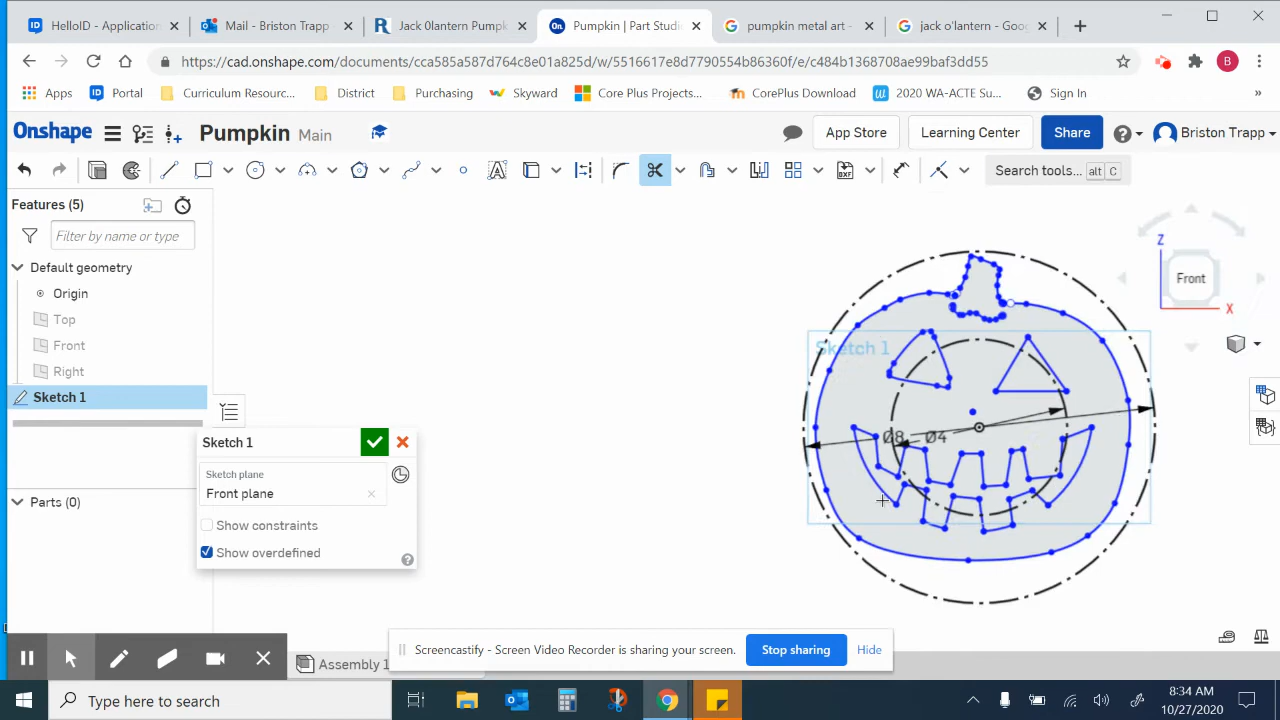 HelloID - Application
Mail - Briston Trapp
Jack 0lantern Pumpk
Pumpkin | Part Studio
pumpkin metal art -
jack o'lantern - Goog
https://cad.onshape.com/documents/cca585a587d764c8e01a825d/w/5516617e8d7790554b86360f/e/c484b1368708ae99baf3dd55
Apps
Portal
Curriculum Resourc...
District
Purchasing
Skyward
Core Plus Projects...
CorePlus Download
2020 WA-ACTE Su...
Sign In
Onshape
Pumpkin Main
App Store
Learning Center
Share
Briston Trapp
Search tools... alt C
Features (5)
Filter by name or type
Default geometry
Origin
Top
Front
Right
Sketch 1
Parts (0)
Sketch 1
Sketch plane
Front plane
Show constraints
Show overdefined
Sketch 1
Ø8
Ø4
Z
Front
X
Assembly 1
Screencastify - Screen Video Recorder is sharing your screen.
Stop sharing
Hide
Type here to search
8:34 AM
10/27/2020